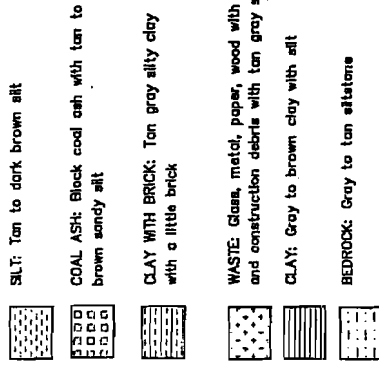 SILT: Tan to dark brown silt
COAL ASH: Black coal ash with tan to
brown sandy silt
CLAY WITH BRICK: Tan gray silty clay
with a little brick
WASTE: Glass, metal, paper, wood with
and construction debris with tan gray s
CLAY: Gray to brown clay with silt
BEDROCK: Gray to tan siltstone